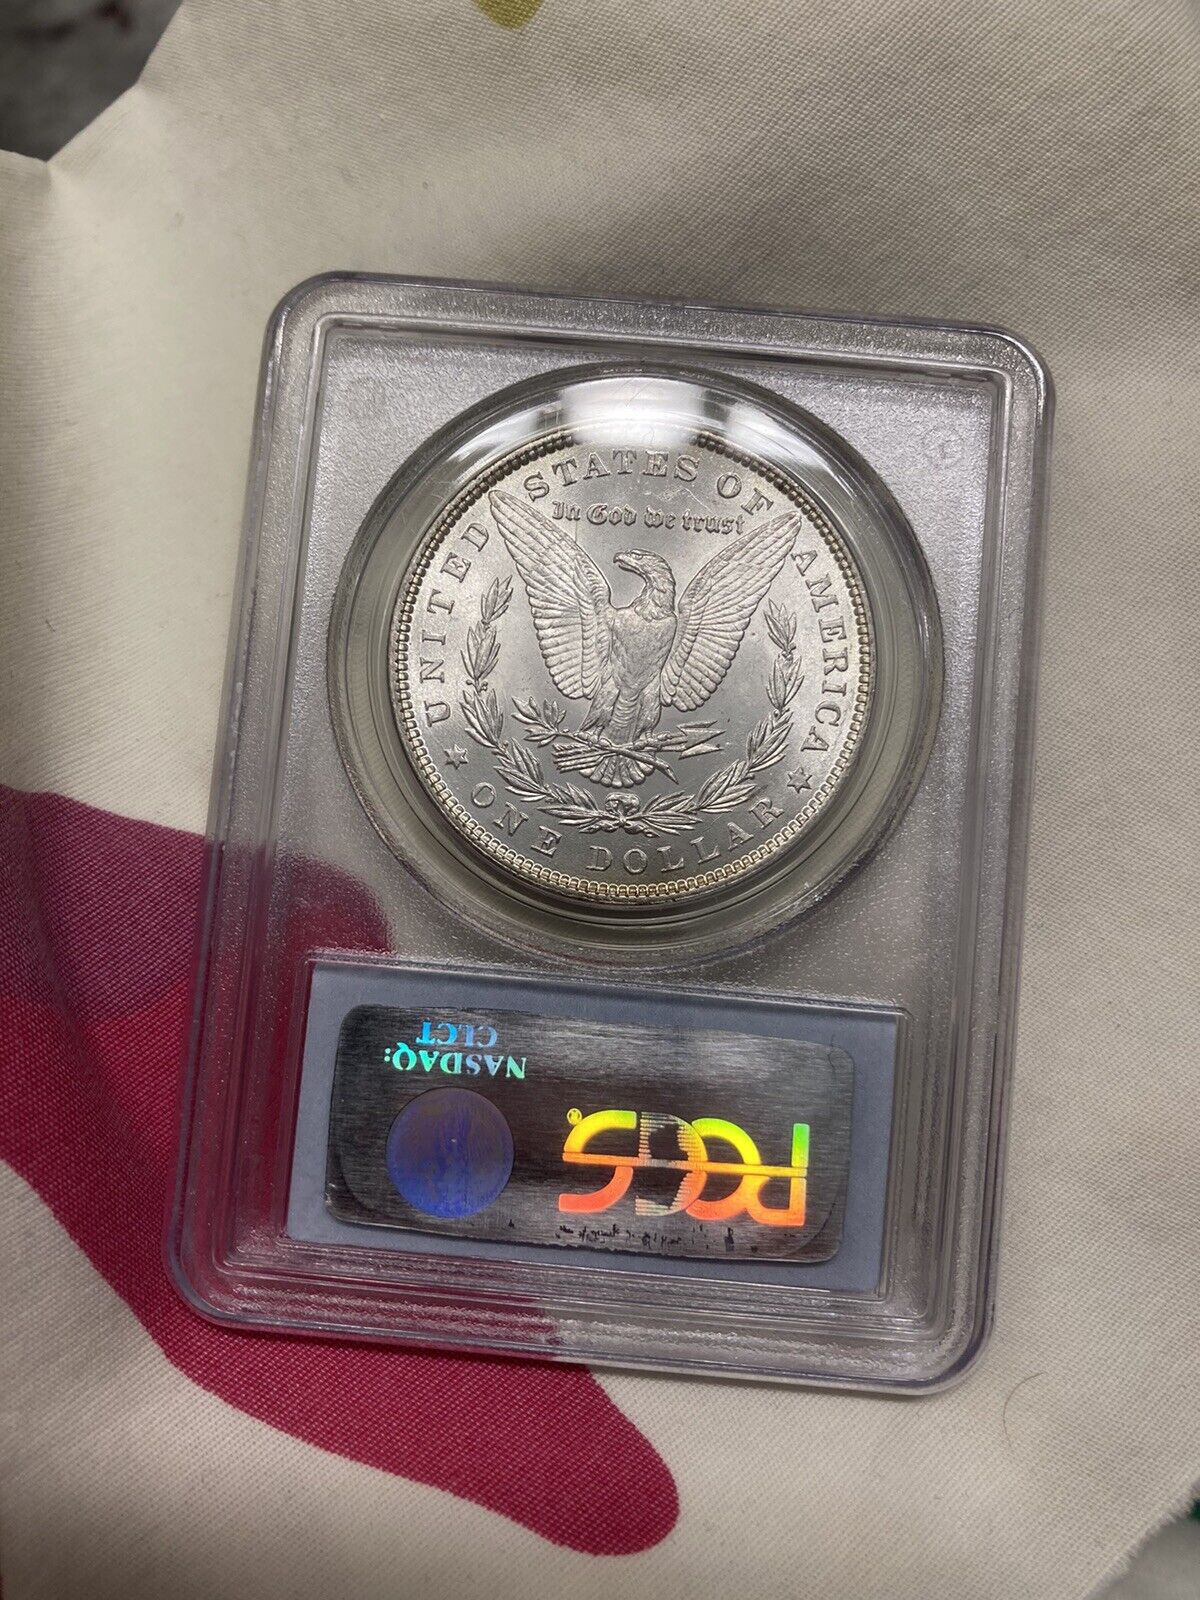 UNITED STATES OF AMERICA
In God we trust
ONE DOLLAR
NASDAQ:
CLCT
PCGS